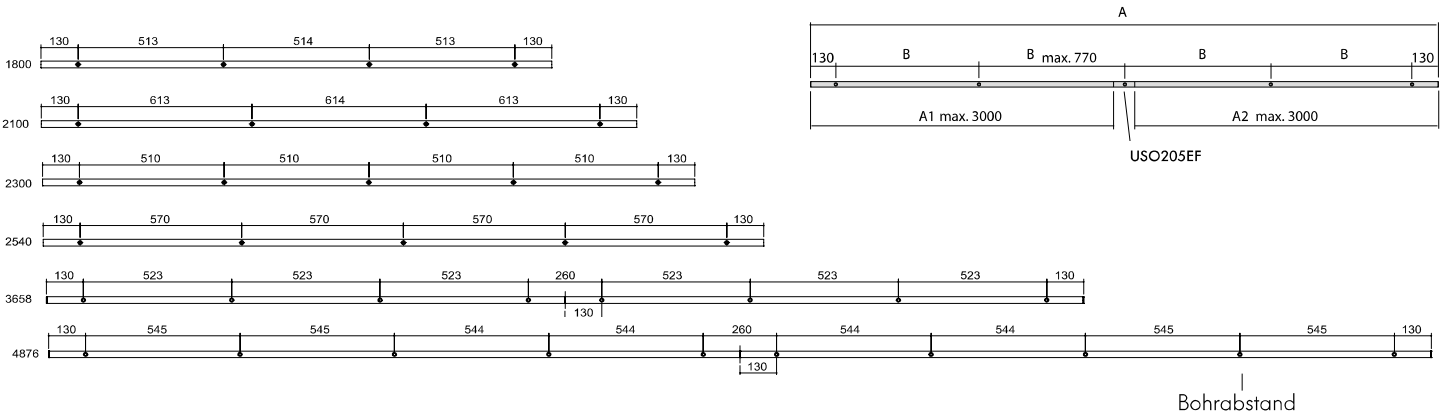 A
130 513 514 513 130
1800
130 B B max. 770 B B 130
130 613 614 613 130
2100
A1 max. 3000 A2 max. 3000
USO205EF
130 510 510 510 510 130
2300
130 570 570 570 570 130
2540
130 523 523 523 260 523 523 523 130
3658
130
130 545 545 544 544 260 544 544 545 545 130
4876
130
Bohrabstand